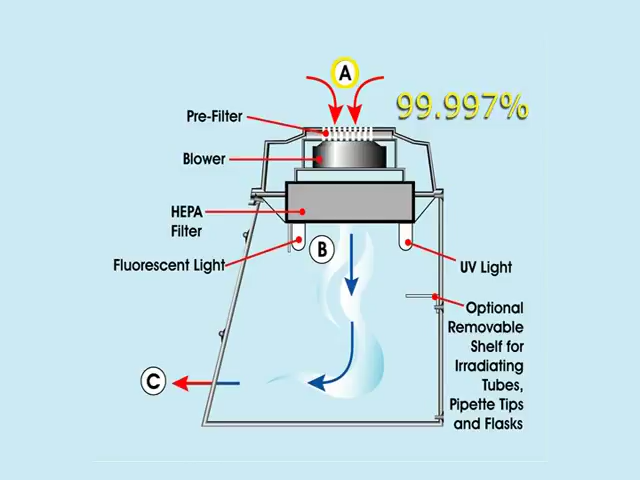 A
99.997%
Pre-Filter
Blower
HEPA
Filter
B
Fluorescent Light
UV Light
Optional
Removable
Shelf for
Irradiating
Tubes,
Pipette Tips
and Flasks
C